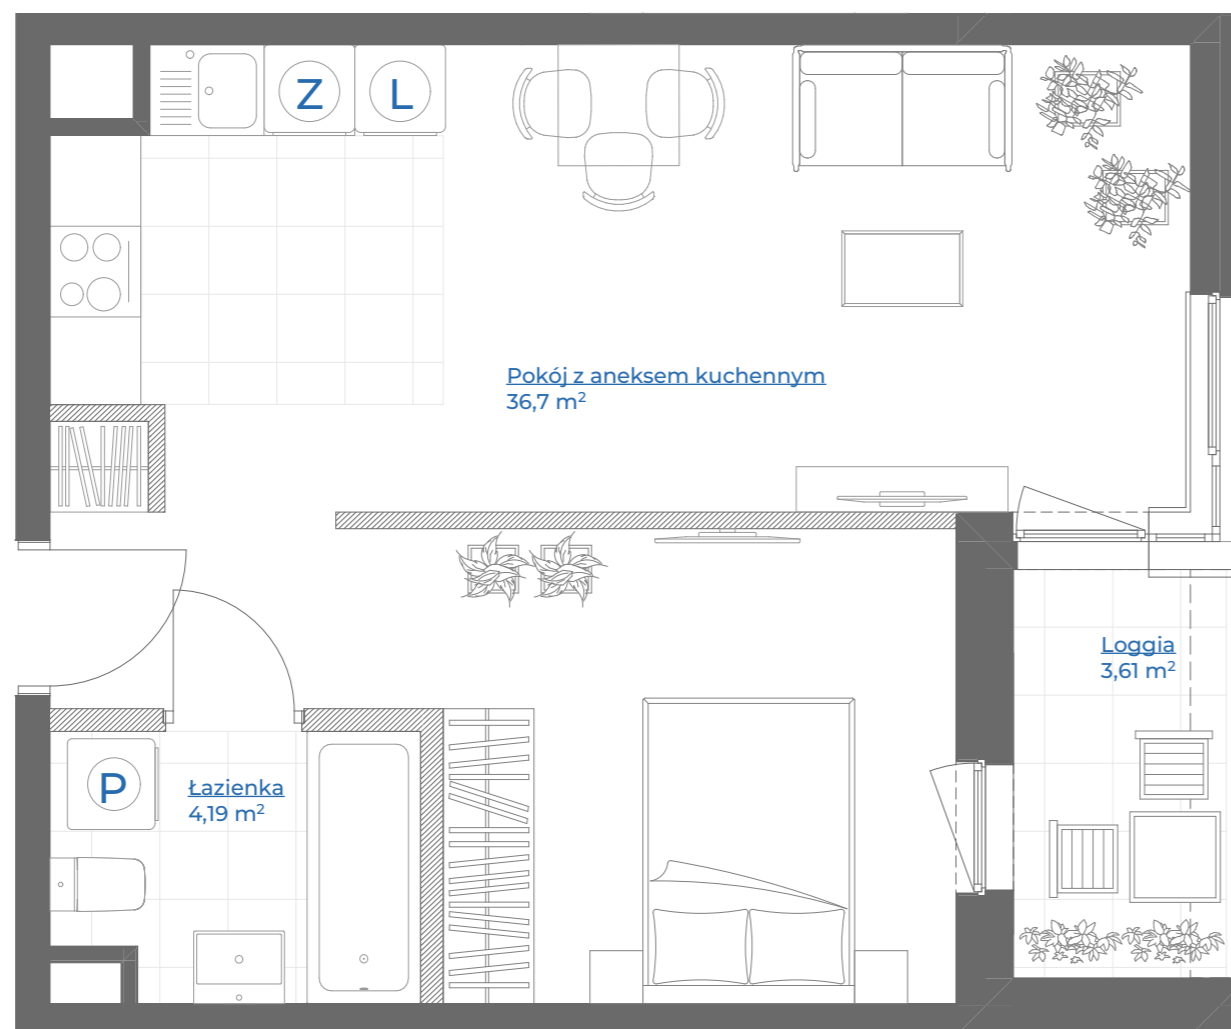 Z L
Pokój z aneksem kuchennym
36,7 m²
Loggia
3,61 m²
P
Łazienka
4,19 m²